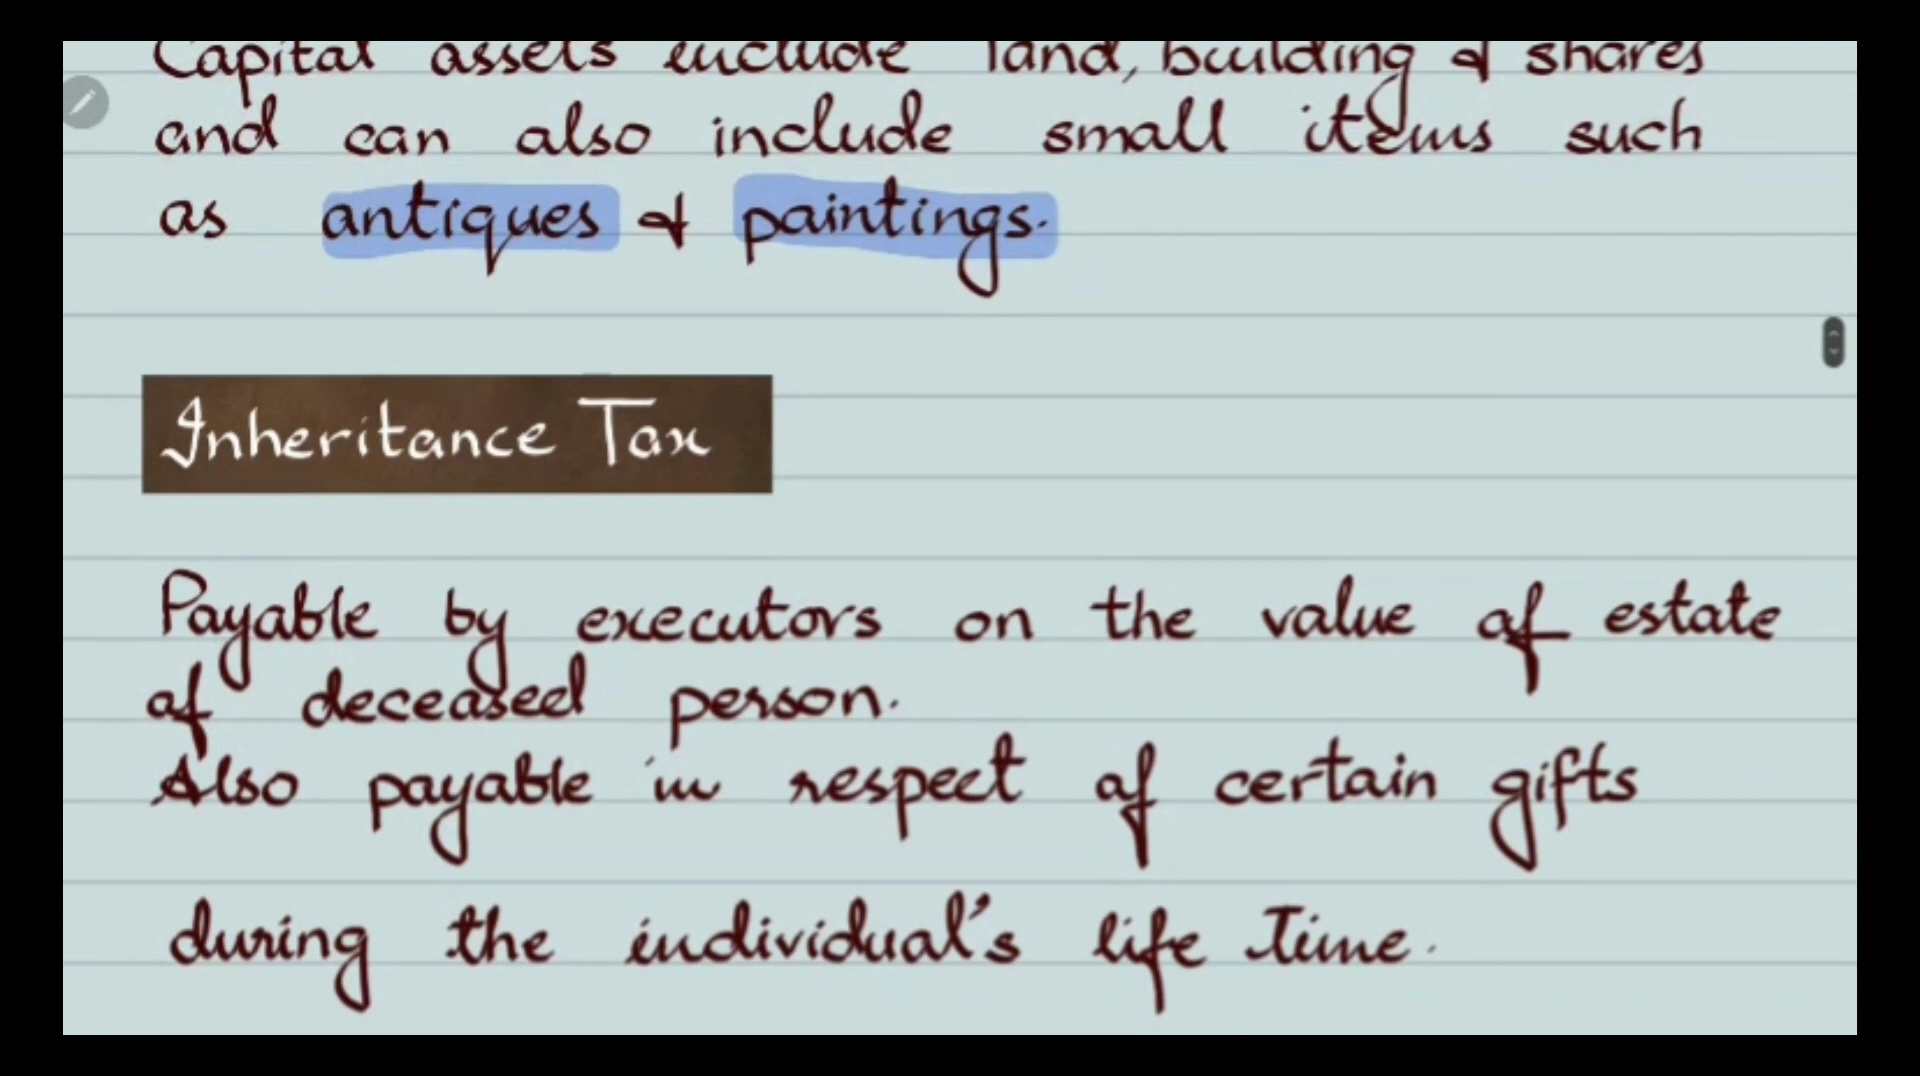 Capital assets include land, building & shares
and can also include small items such
as antiques & paintings.
Inheritance Tax
Payable by executors on the value of estate
of deceased person.
Also payable in respect of certain gifts
during the individual's life Time.